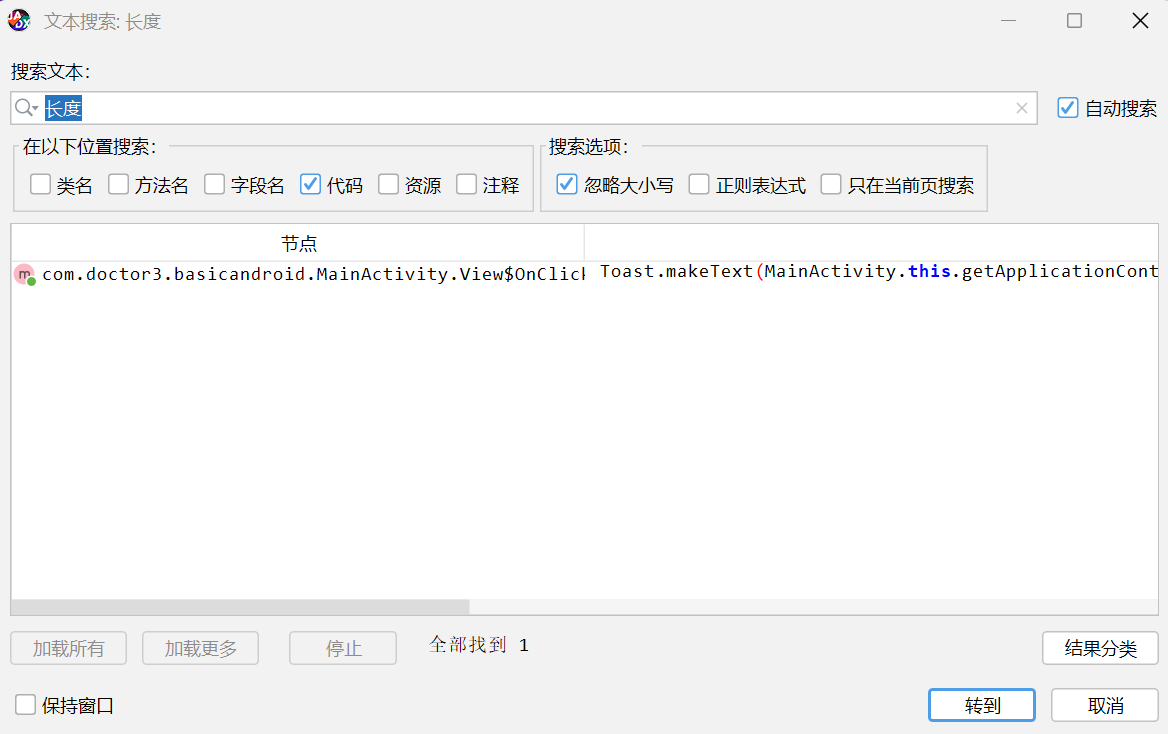 文本搜索: 长度
搜索文本:
长度
自动搜索
在以下位置搜索:
搜索选项:
类名 方法名 字段名 代码 资源 注释
忽略大小写 正则表达式 只在当前页搜索
节点
com.doctor3.basicandroid.MainActivity.View$OnClick
Toast.makeText(MainActivity.this.getApplicationCont
加载所有 加载更多 停止 全部找到 1 结果分类
保持窗口 转到 取消